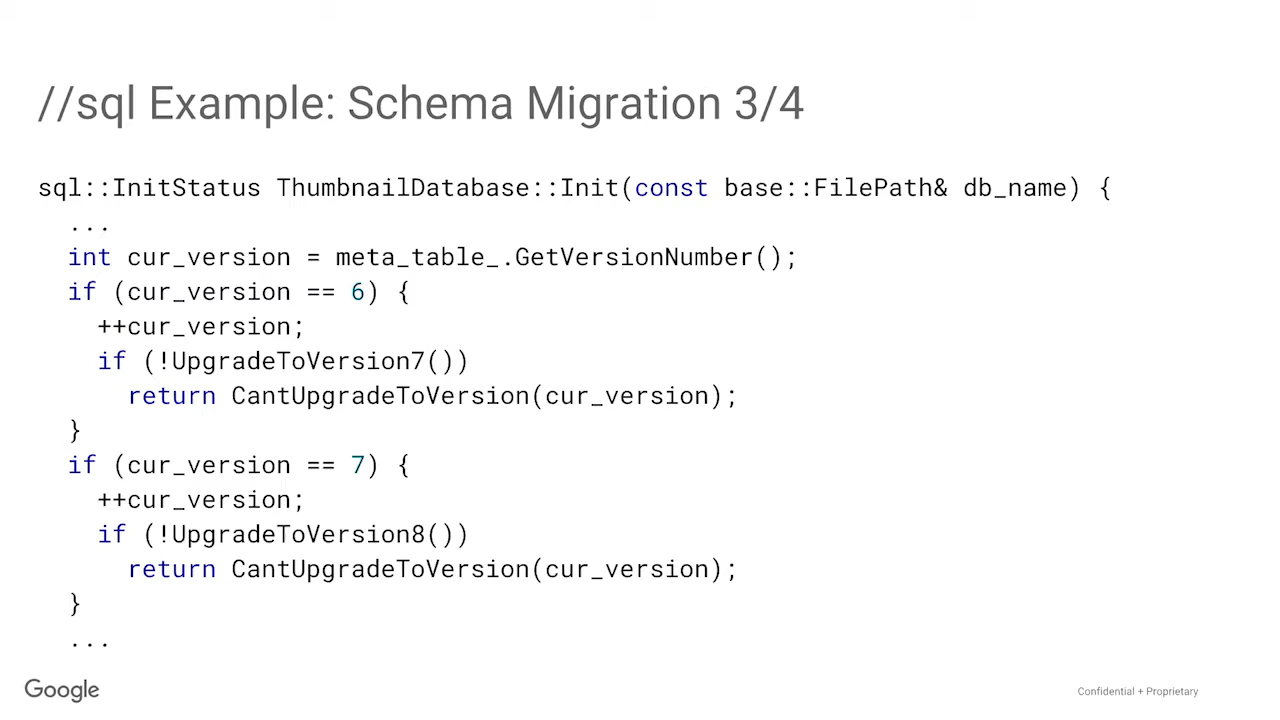 //sql Example: Schema Migration 3/4
sql::InitStatus ThumbnailDatabase::Init(const base::FilePath& db_name) {
  ...
  int cur_version = meta_table_.GetVersionNumber();
  if (cur_version == 6) {
    ++cur_version;
    if (!UpgradeToVersion7())
      return CantUpgradeToVersion(cur_version);
  }
  if (cur_version == 7) {
    ++cur_version;
    if (!UpgradeToVersion8())
      return CantUpgradeToVersion(cur_version);
  }
  ...
Google
Confidential + Proprietary